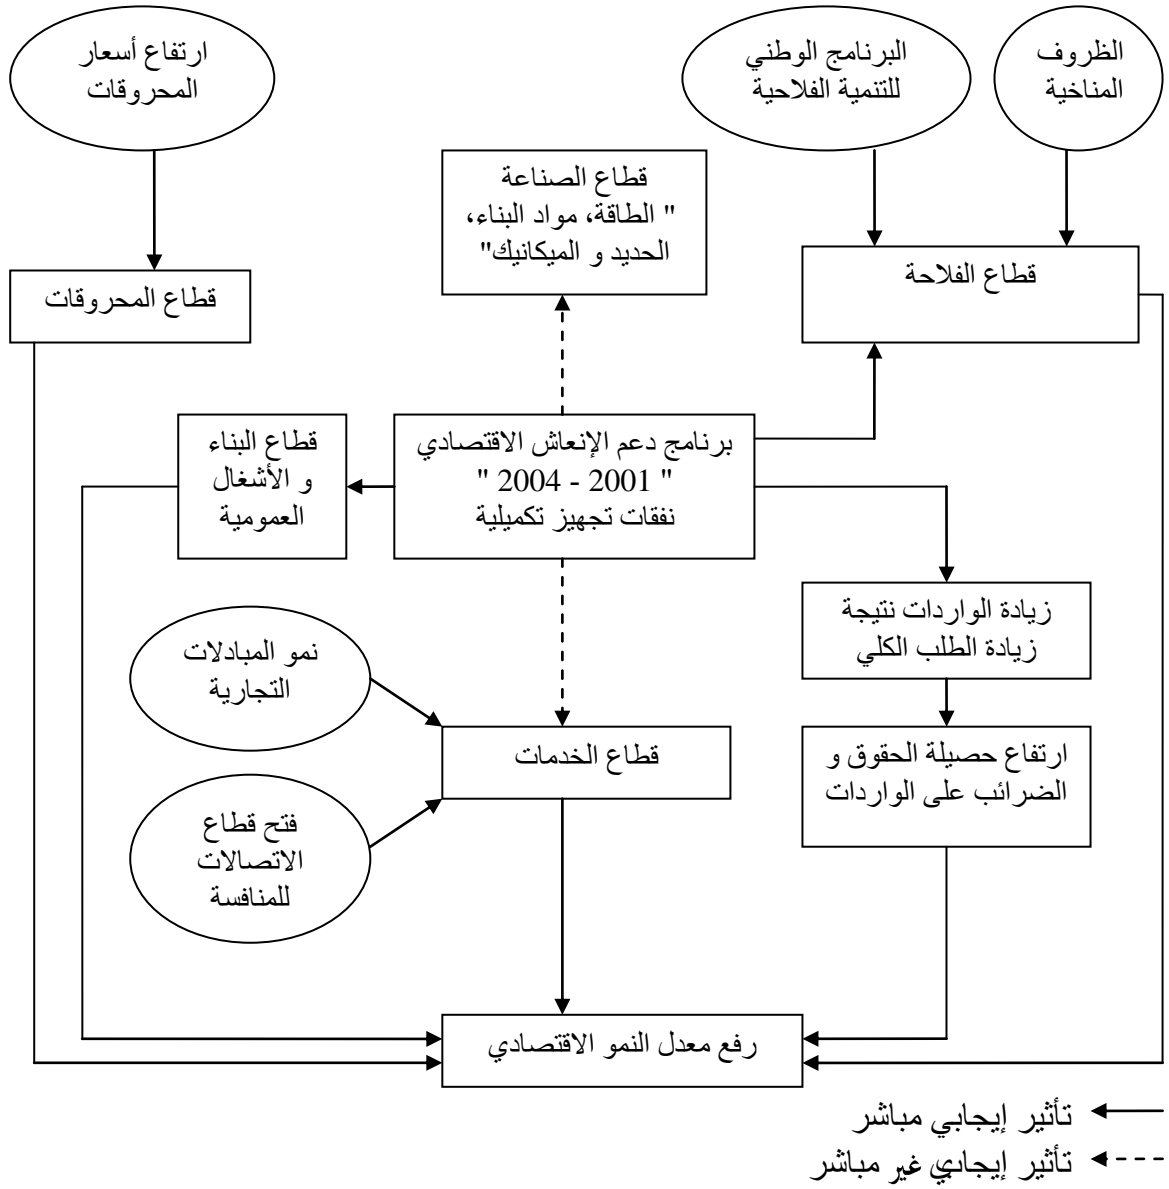 الظروف
المناخية
البرنامج الوطني
للتنمية الفلاحية
ارتفاع أسعار
المحروقات
قطاع الصناعة
" الطاقة، مواد البناء،
الحديد و الميكانيك"
قطاع الفلاحة
قطاع المحروقات
برنامج دعم الإنعاش الاقتصادي
" 2001 - 2004 "
نفقات تجهيز تكميلية
قطاع البناء
و الأشغال
العمومية
زيادة الواردات نتيجة
زيادة الطلب الكلي
نمو المبادلات
التجارية
ارتفاع حصيلة الحقوق و
الضرائب على الواردات
قطاع الخدمات
فتح قطاع
الاتصالات
للمنافسة
رفع معدل النمو الاقتصادي
تأثير إيجابي مباشر
تأثير إيجابي غير مباشر